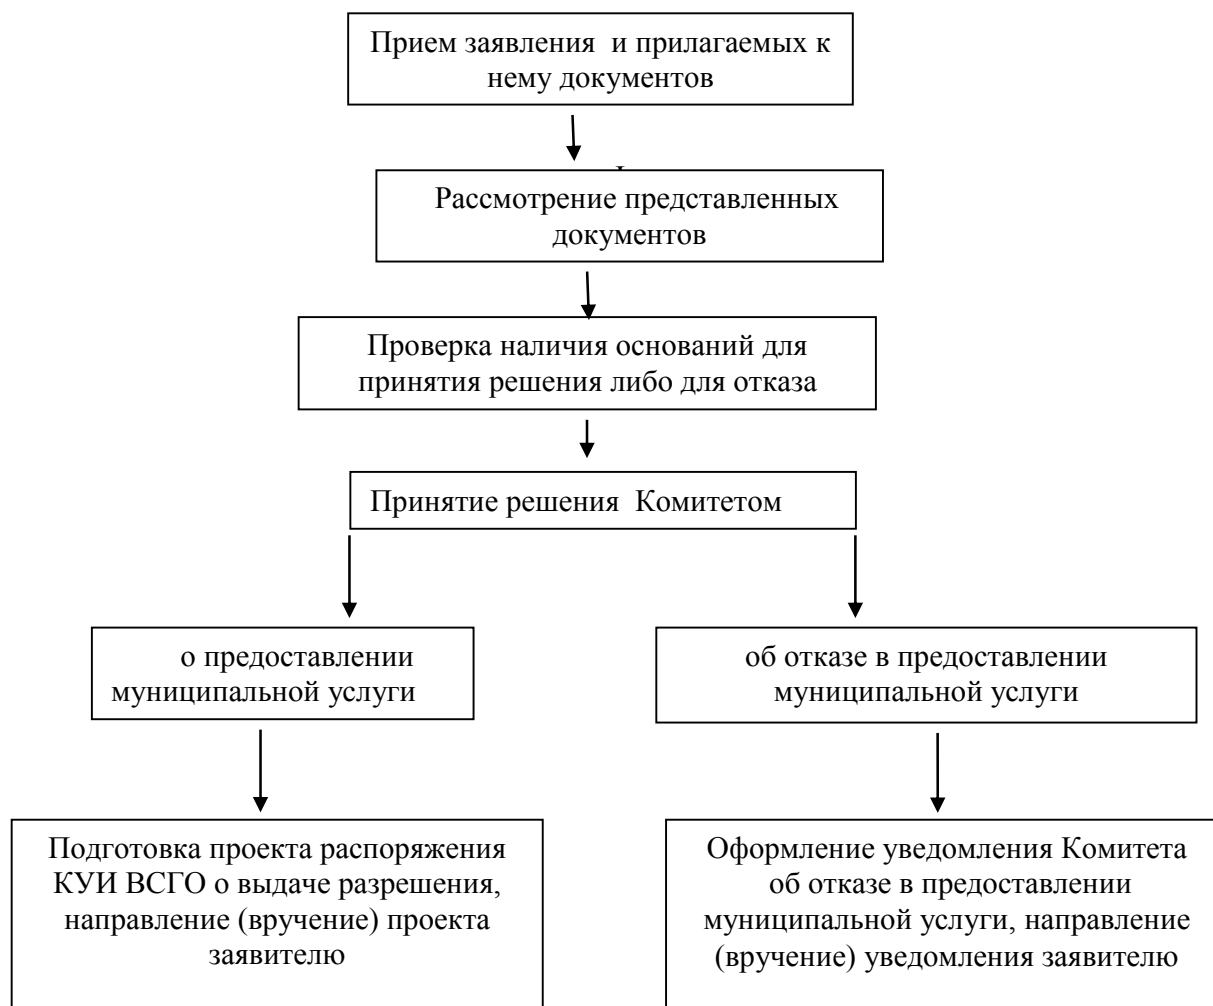 Прием заявления и прилагаемых к
нему документов
Рассмотрение представленных
документов
Проверка наличия оснований для
принятия решения либо для отказа
Принятие решения Комитетом
о предоставлении
муниципальной услуги
об отказе в предоставлении
муниципальной услуги
Подготовка проекта распоряжения
КУИ ВСГО о выдаче разрешения,
направление (вручение) проекта
заявителю
Оформление уведомления Комитета
об отказе в предоставлении
муниципальной услуги, направление
(вручение) уведомления заявителю